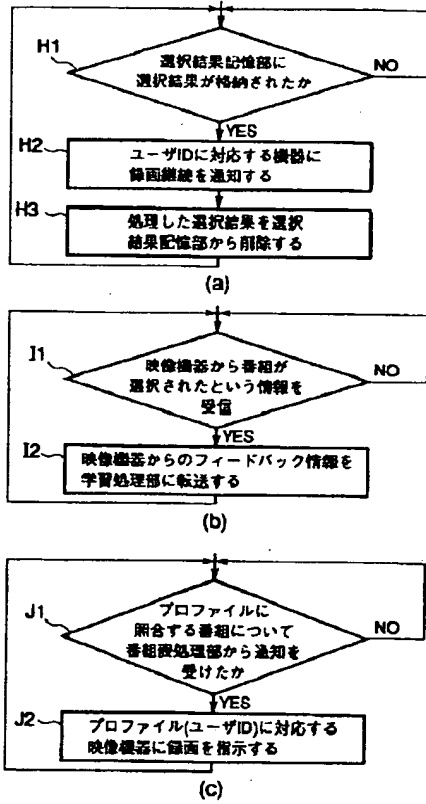 H1
選択結果記憶部に
選択結果が格納されたか
NO
YES
H2
ユーザIDに対応する機器に
録画継続を通知する
H3
処理した選択結果を選択
結果記憶部から削除する
(a)
I1
映像機器から番組が
選択されたという情報を
受信
NO
YES
I2
映像機器からのフィードバック情報を
学習処理部に転送する
(b)
J1
プロファイルに
照合する番組について
番組表処理部から通知を
受けたか
NO
YES
J2
プロファイル(ユーザID)に対応する
映像機器に録画を指示する
(c)